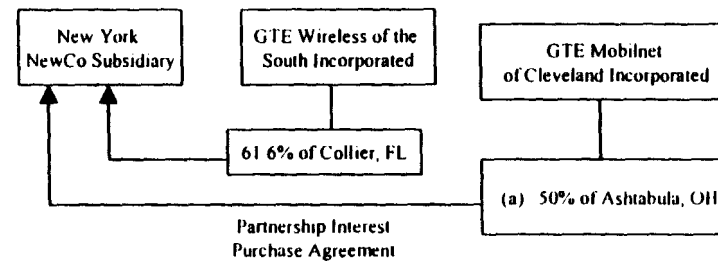 New York
NewCo Subsidiary
GTE Wireless of the
South Incorporated
GTE Mobilnet
of Cleveland Incorporated
61 6% of Collier, FL
(a) 50% of Ashtabula, OH
Partnership Interest
Purchase Agreement